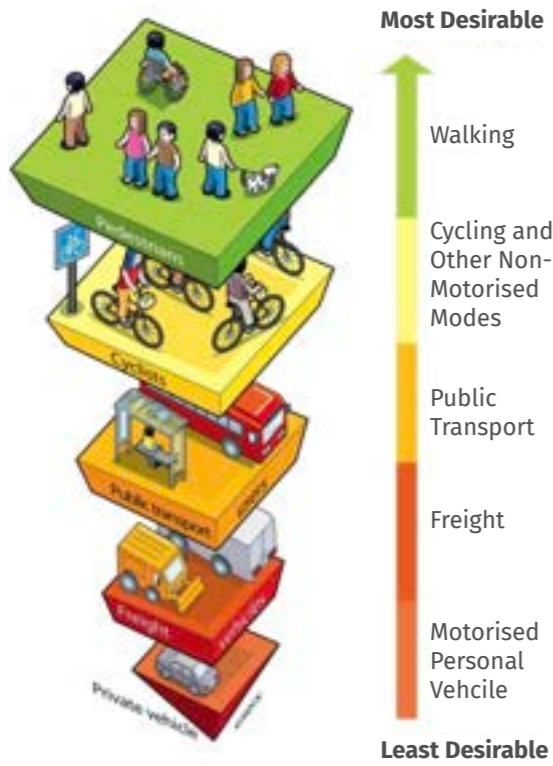 Most Desirable
Walking
Cycling and
Other Non-
Motorised
Modes
Public
Transport
Freight
Motorised
Personal
Vehcile
Least Desirable
Pedestrians
Cyclists
Public transport
Freight
vehicles
Private vehicle